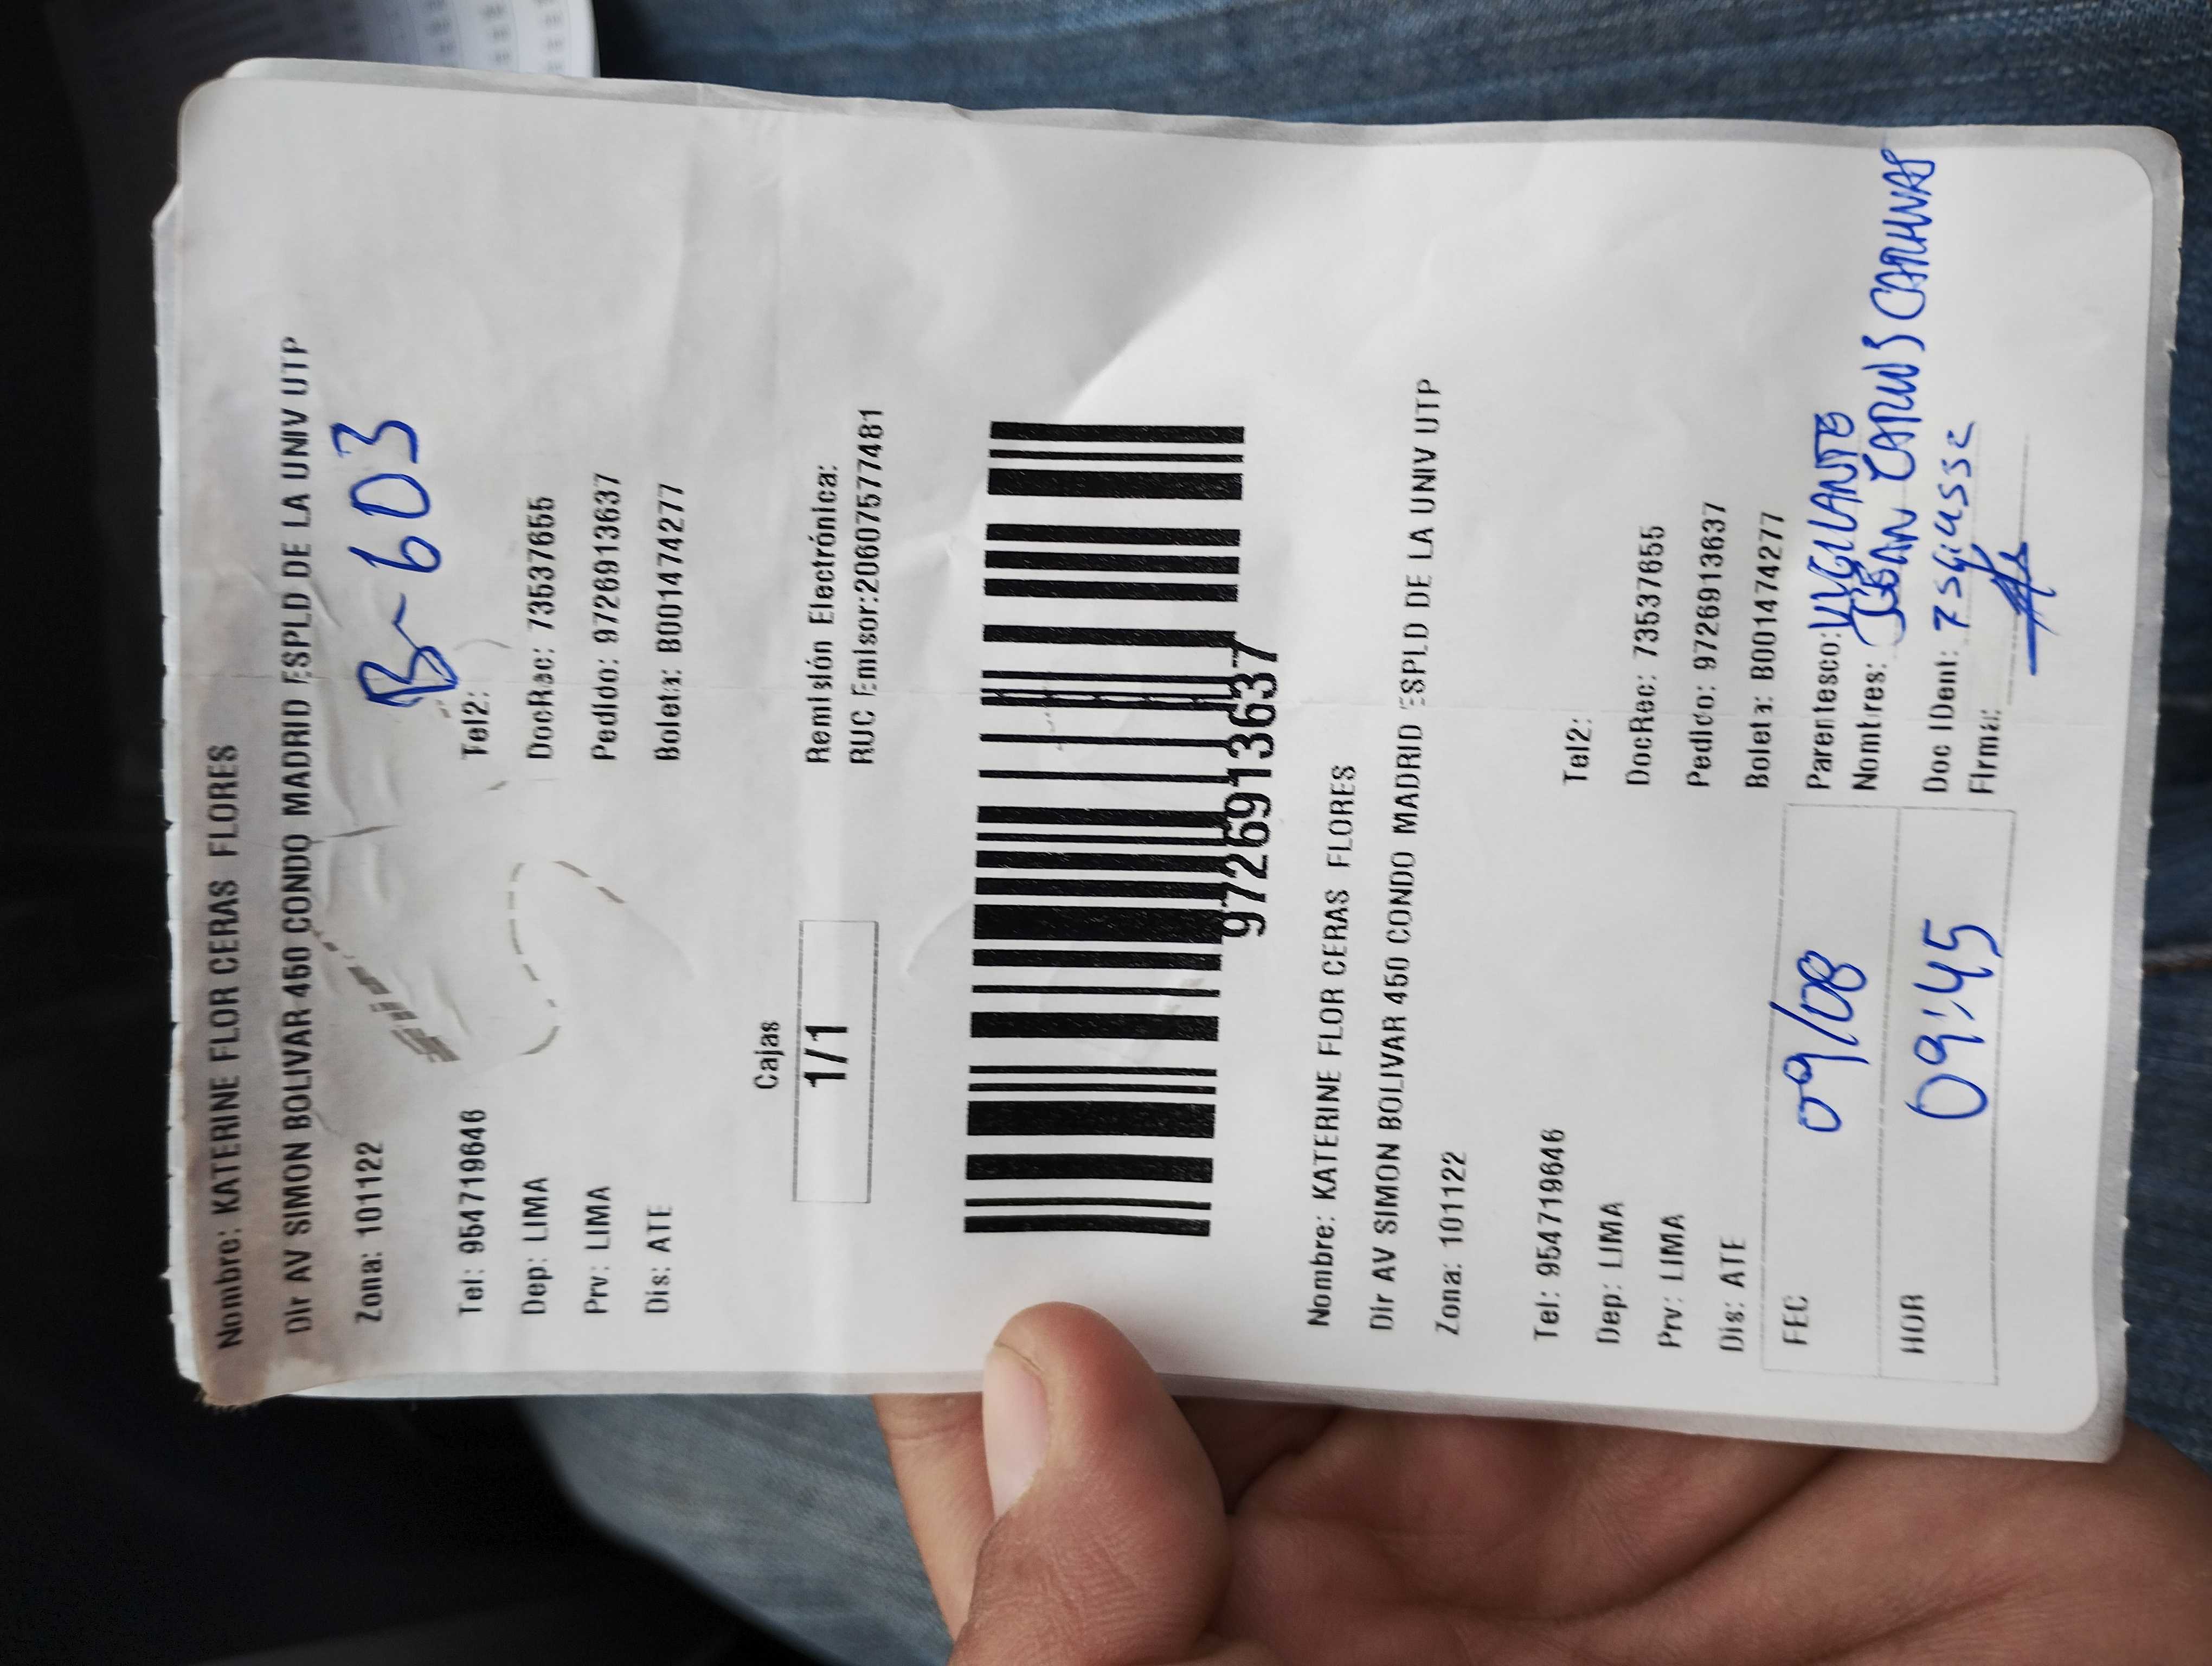 Nombre: KATERINE FLOR CERAS FLORES
Dir AV SIMON BOLIVAR 450 CONDO MADRID ESPLD DE LA UNIV UTP
Zona: 101122
B-603
Tel: 954719646 Tel2:
Dep: LIMA DocRec: 73537655
Prv: LIMA Pedido: 9726913637
Dis: ATE Boleta: B001474277
Cajas
1/1
Remisión Electrónica:
RUC Emisor:20607577481
9726913637
Nombre: KATERINE FLOR CERAS FLORES
Dir AV SIMON BOLIVAR 450 CONDO MADRID ESPLD DE LA UNIV UTP
Zona: 101122
Tel: 954719646 Tel2:
Dep: LIMA DocRec: 73537655
Prv: LIMA Pedido: 9726913637
Dis: ATE Boleta: B001474277
FEC 09/08 Parentesco: VIGILANTE
Nombres: JEAN CARLOS
HOR 09:45 Doc IDent:
Firma: